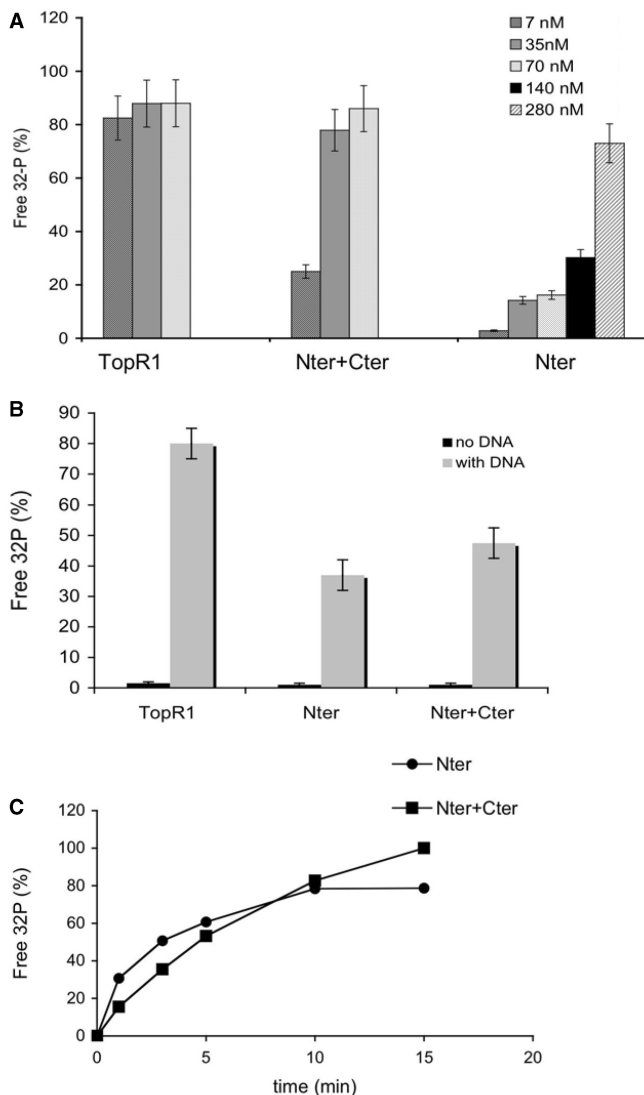 A
Free 32-P (%)
120
100
80
60
40
20
0
7 nM
35nM
70 nM
140 nM
280 nM
TopR1 Nter+Cter Nter
B
Free 32P (%)
90
80
70
60
50
40
30
20
10
0
no DNA
with DNA
TopR1 Nter Nter+Cter
Nter
Nter+Cter
C
Free 32P (%)
120
100
80
60
40
20
0
0 5 10 15 20
time (min)